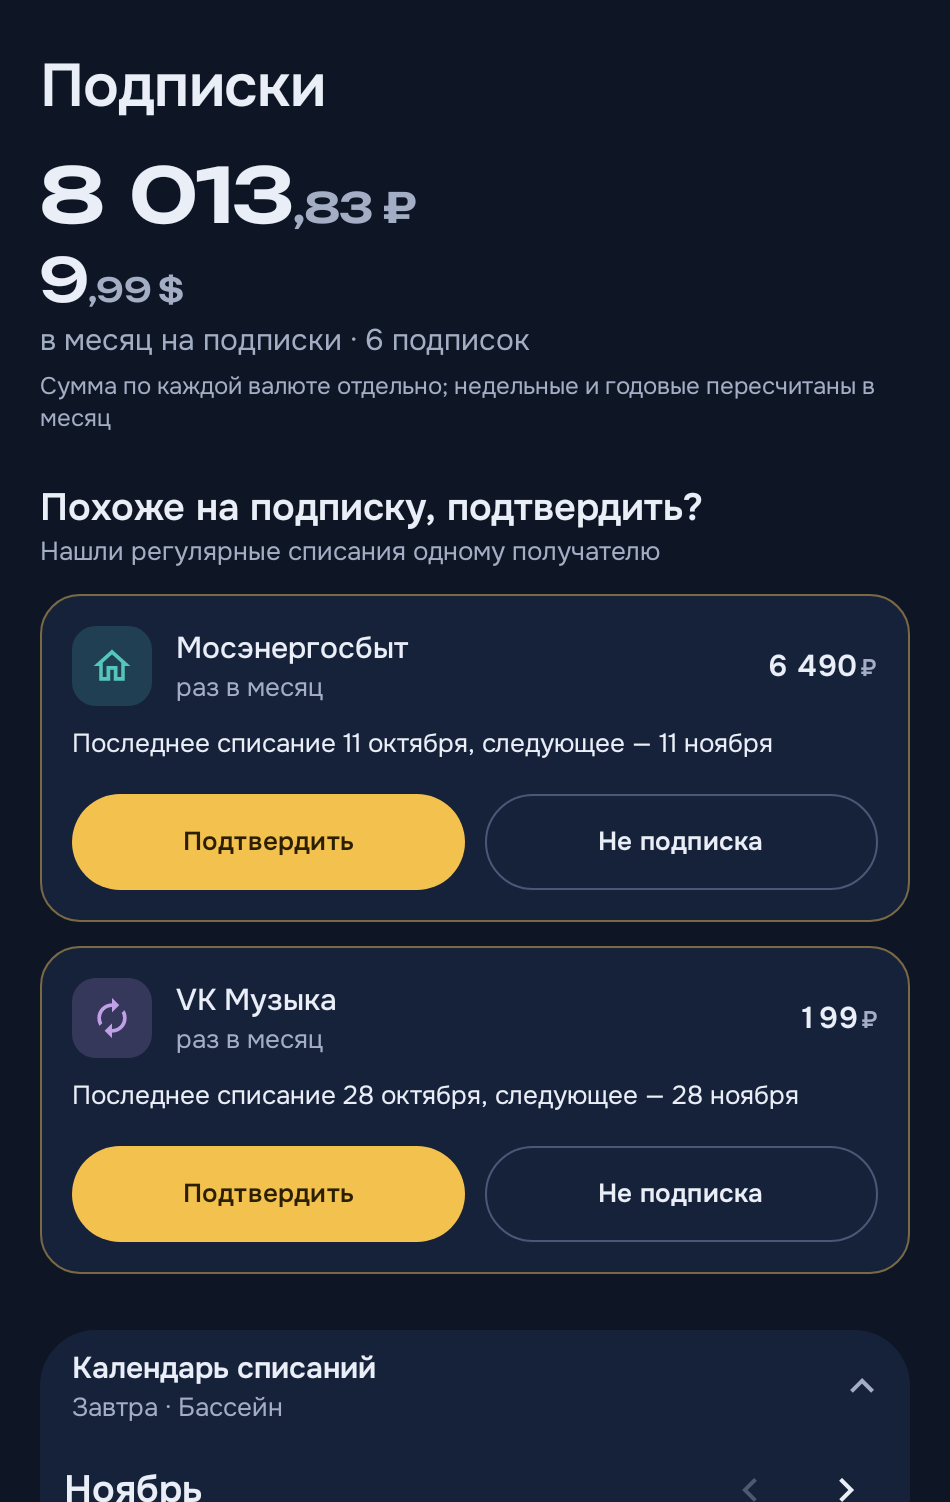 Подписки
8 013,83 ₽
9,99 $
в месяц на подписки · 6 подписок
Сумма по каждой валюте отдельно; недельные и годовые пересчитаны в
месяц
Похоже на подписку, подтвердить?
Нашли регулярные списания одному получателю
Мосэнергосбыт
раз в месяц
6 490 ₽
Последнее списание 11 октября, следующее — 11 ноября
Подтвердить
Не подписка
VK Музыка
раз в месяц
199 ₽
Последнее списание 28 октября, следующее — 28 ноября
Подтвердить
Не подписка
Календарь списаний
Завтра · Бассейн
Ноябрь